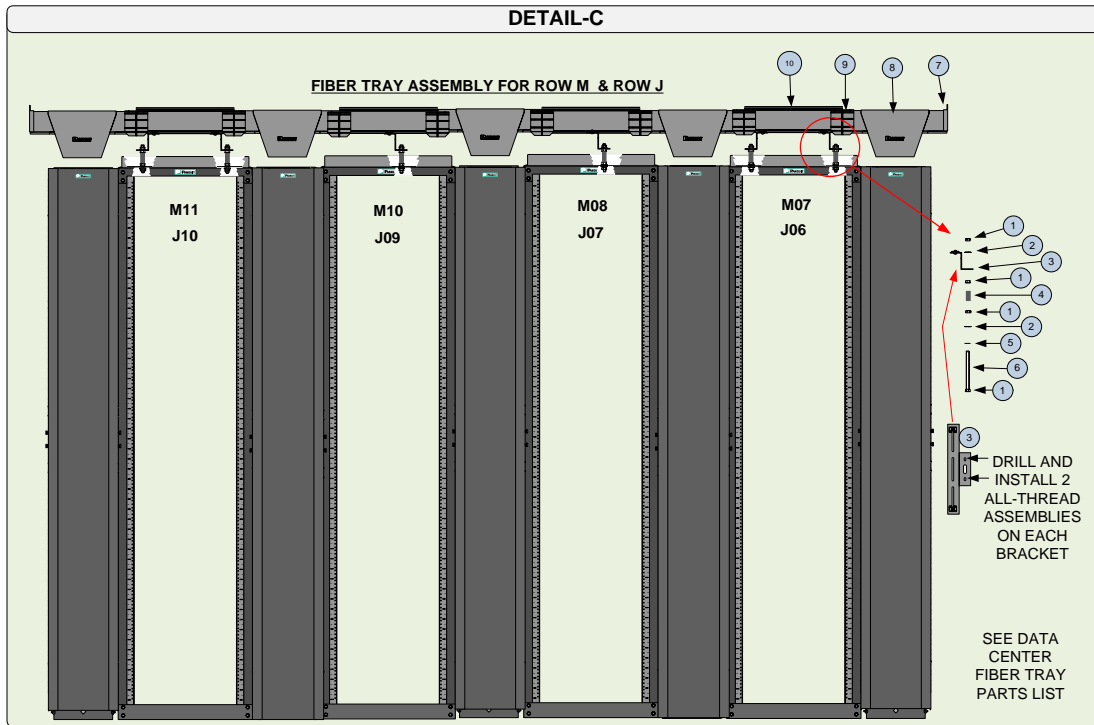 DETAIL-C
FIBER TRAY ASSEMBLY FOR ROW M & ROW J
10
9
8
7
M11
J10
M10
J09
M08
J07
M07
J06
1
2
3
1
4
1
2
5
6
1
3
DRILL AND
INSTALL 2
ALL-THREAD
ASSEMBLIES
ON EACH
BRACKET
SEE DATA
CENTER
FIBER TRAY
PARTS LIST